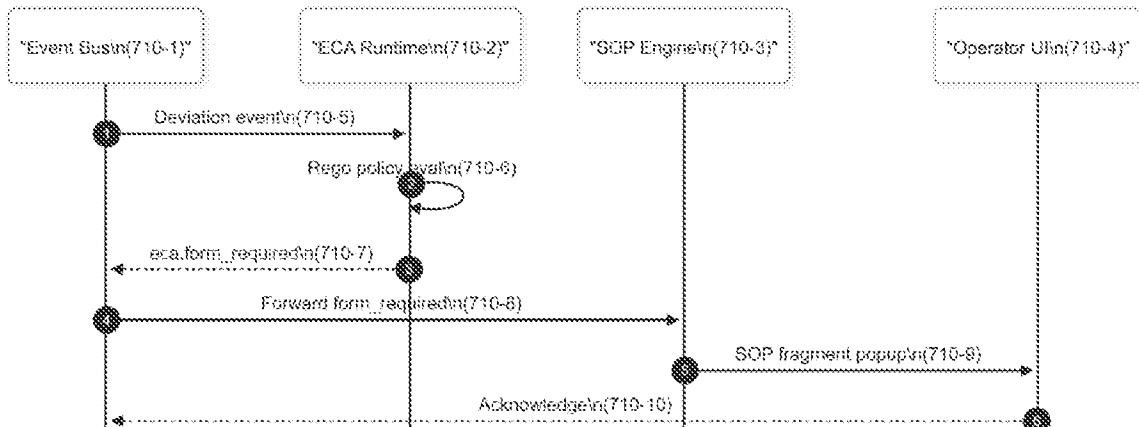 "Event Bus\n(710-1)" "ECA Runtime\n(710-2)" "SOP Engine\n(710-3)" "Operator UI\n(710-4)"
Deviation event\n(710-5)
Rego policy eval\n(710-6)
eca.form_required\n(710-7)
Forward form_required\n(710-8)
SOP fragment popup\n(710-9)
Acknowledge\n(710-10)